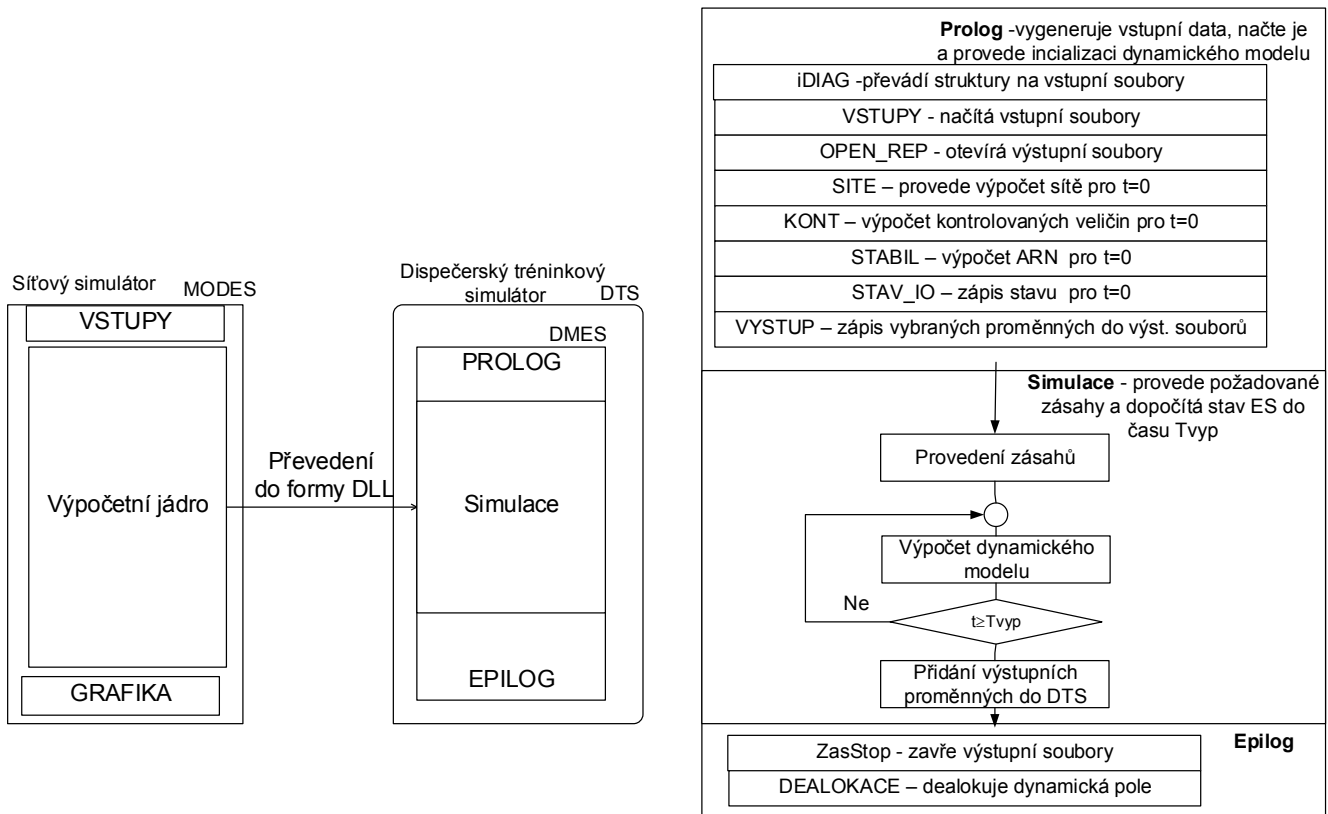 Síťový simulátor
MODES
VSTUPY
Výpočetní jádro
GRAFIKA
Převedení
do formy DLL
Dispečerský tréninkový
simulátor
DTS
DMES
PROLOG
Simulace
EPILOG
Prolog -vygeneruje vstupní data, načte je
a provede incializaci dynamického modelu
iDIAG -převádí struktury na vstupní soubory
VSTUPY - načítá vstupní soubory
OPEN_REP - otevírá výstupní soubory
SITE – provede výpočet sítě pro t=0
KONT – výpočet kontrolovaných veličin pro t=0
STABIL – výpočet ARN  pro t=0
STAV_IO – zápis stavu  pro t=0
VYSTUP – zápis vybraných proměnných do výst. souborů
Simulace - provede požadované
zásahy a dopočítá stav ES do
času Tvyp
Provedení zásahů
Výpočet dynamického
modelu
Ne
t≥Tvyp
Přidání výstupních
proměnných do DTS
Epilog
ZasStop - zavře výstupní soubory
DEALOKACE – dealokuje dynamická pole